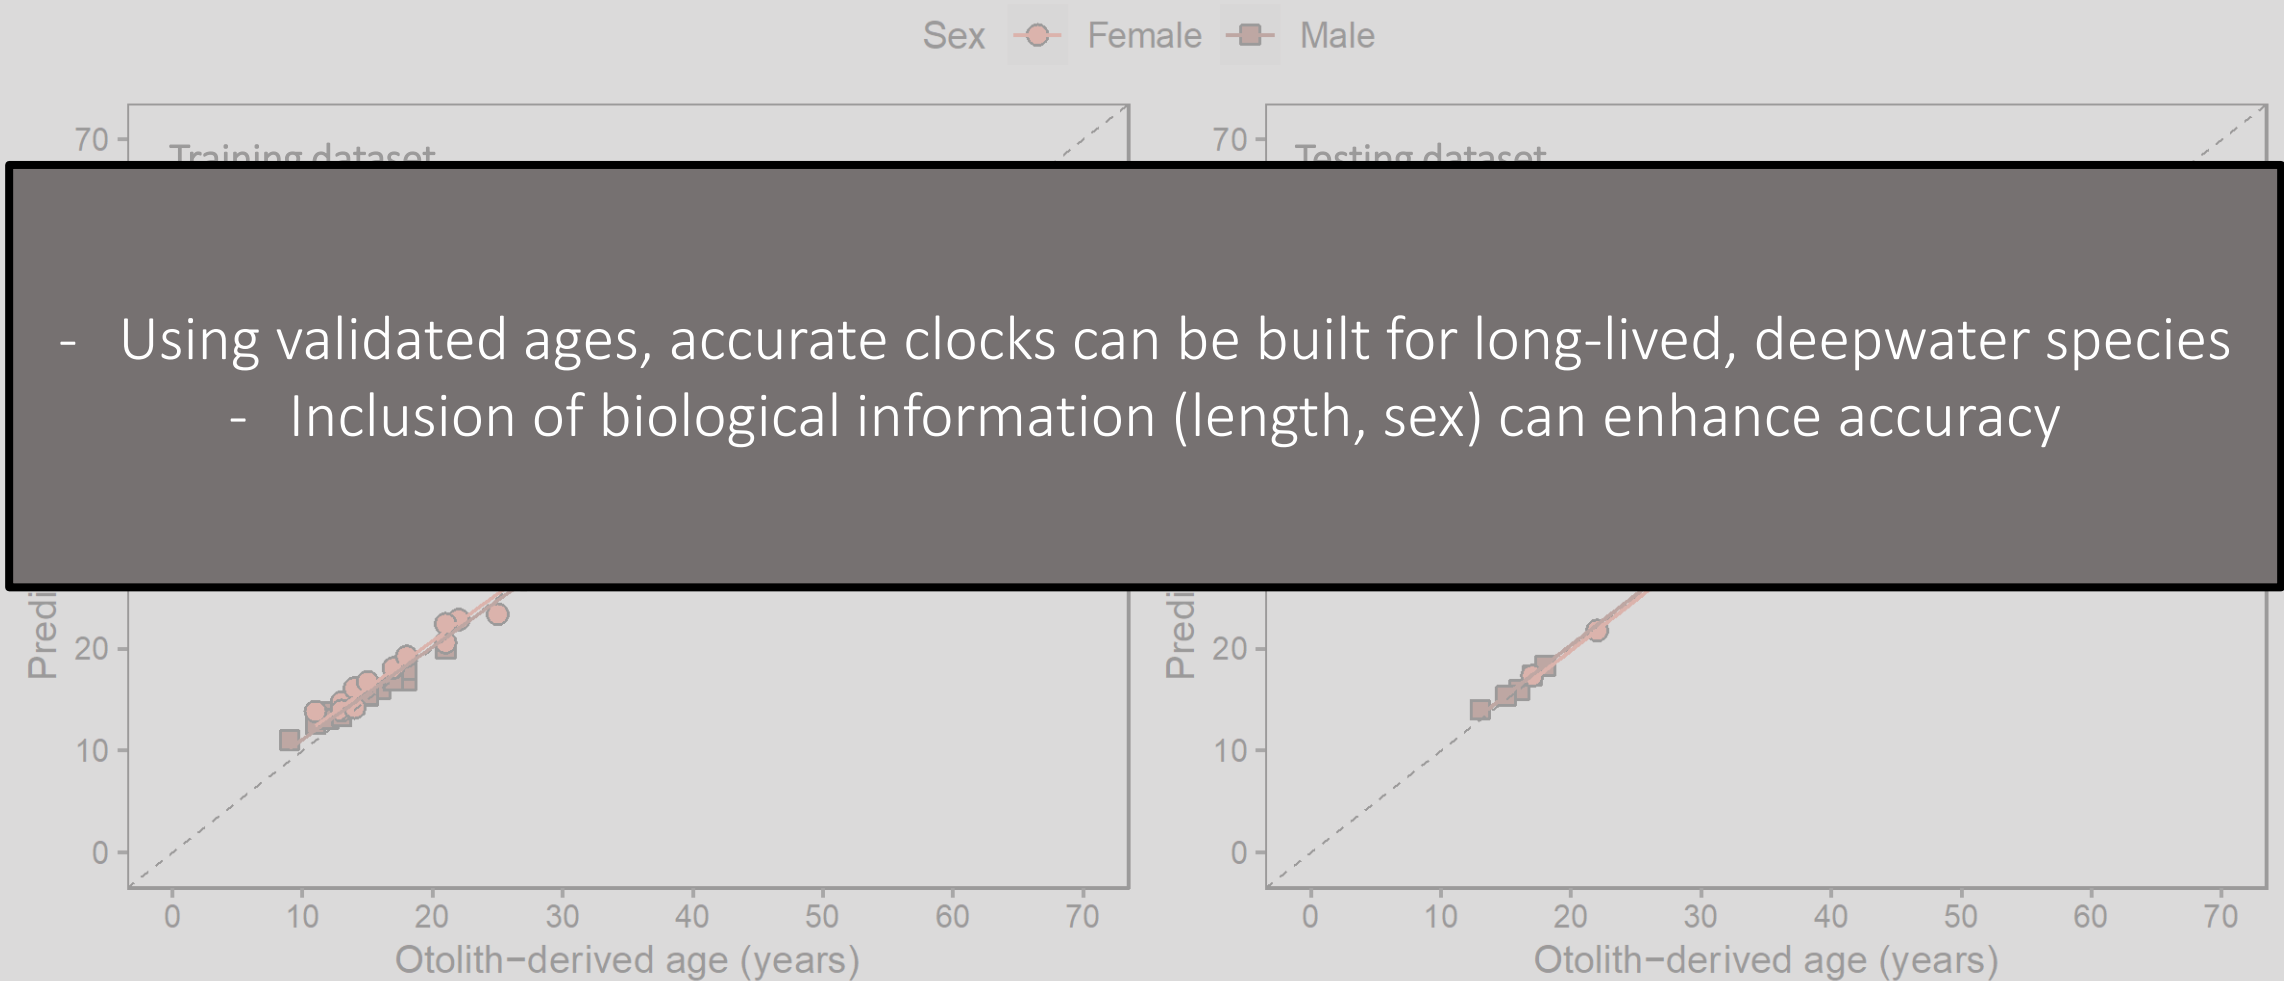 Sex Female Male
70
Training dataset
70
Testing dataset
- Using validated ages, accurate clocks can be built for long-lived, deepwater species
- Inclusion of biological information (length, sex) can enhance accuracy
20
10
0
0 10 20 30 40 50 60 70
Otolith−derived age (years)
20
10
0
0 10 20 30 40 50 60 70
Otolith−derived age (years)